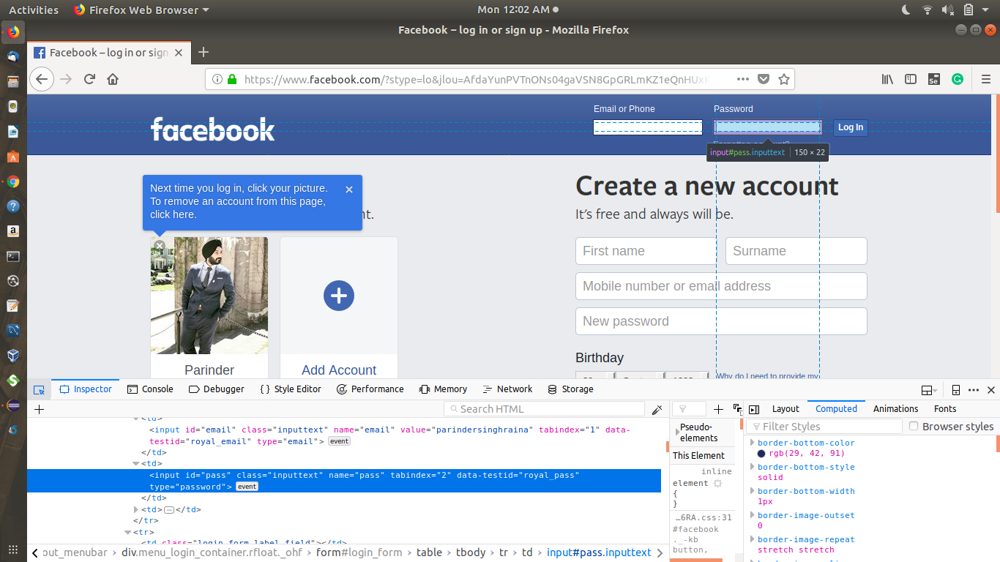 Activities Firefox Web Browser Mon 12:02 AM
Facebook – log in or sign up - Mozilla Firefox
Facebook – log in or sign
https://www.facebook.com/?stype=lo&jlou=AfdaYunPVTnONs04gaVSN8GpGRLmKZ1eQnHUxK
Email or Phone Password
facebook
Log In
input#pass.inputtext 150 × 22
Next time you log in, click your picture.
To remove an account from this page,
click here.
Create a new account
It's free and always will be.
First name Surname
Mobile number or email address
New password
Parinder Add Account
Birthday
Why do I need to provide my
Inspector Console Debugger Style Editor Performance Memory Network Storage
Search HTML
Layout Computed Animations Fonts
Filter Styles Browser styles
<td>
<input id="email" class="inputtext" name="email" value="parindersinghraina" tabindex="1" data-
testid="royal_email" type="email"> event
</td>
<td>
<input id="pass" class="inputtext" name="pass" tabindex="2" data-testid="royal_pass"
type="password"> event
</td>
<td> </td>
</tr>
<tr>
<td class="login_form_label_field"></td>
out_menubar div.menu_login_container.rfloat._ohf form#login_form table tbody tr td input#pass.inputtext
Pseudo-
elements
This Element
inline
element
{
}
…6RA.css:31
#facebook
._-kb
button,
border-bottom-color
rgb(29, 42, 91)
border-bottom-style
solid
border-bottom-width
1px
border-image-outset
0
border-image-repeat
stretch stretch